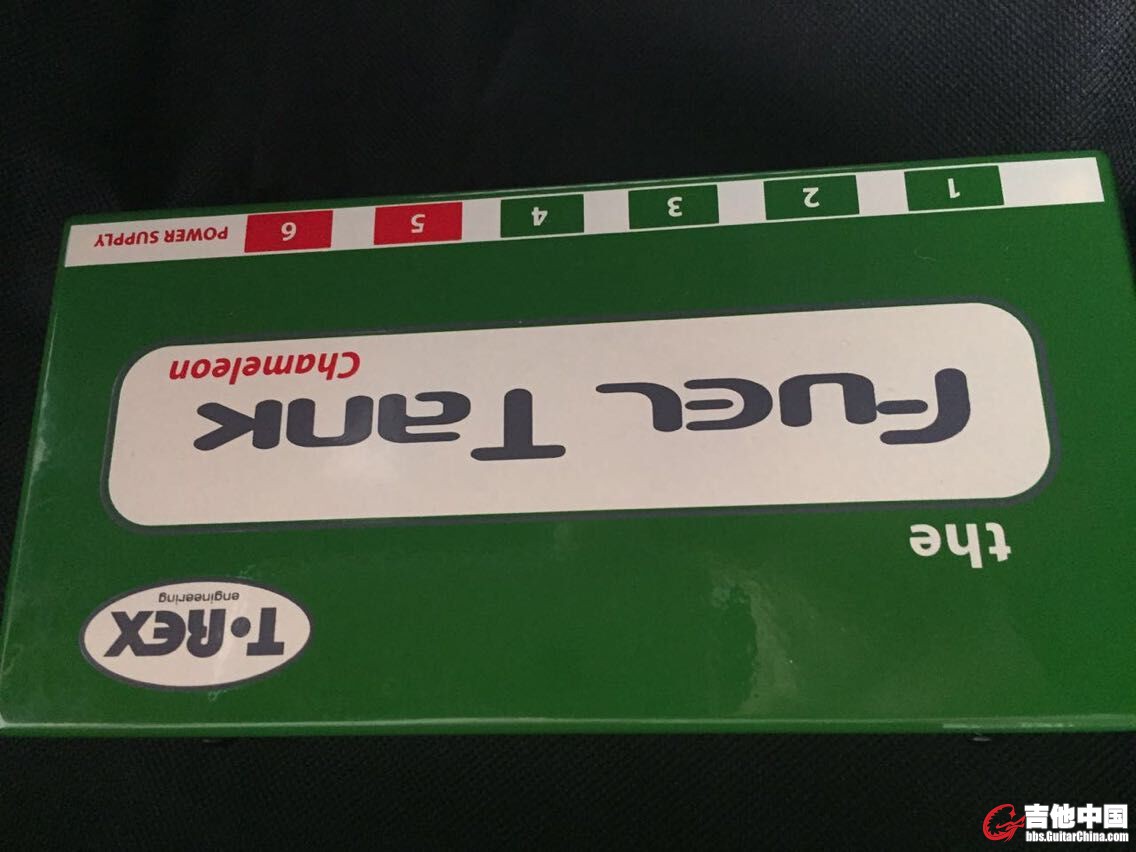 T-REX
engineering
the
Fuel Tank
Chameleon
1 2 3 4 5 6 POWER SUPPLY
吉他中国
bbs.GuitarChina.com